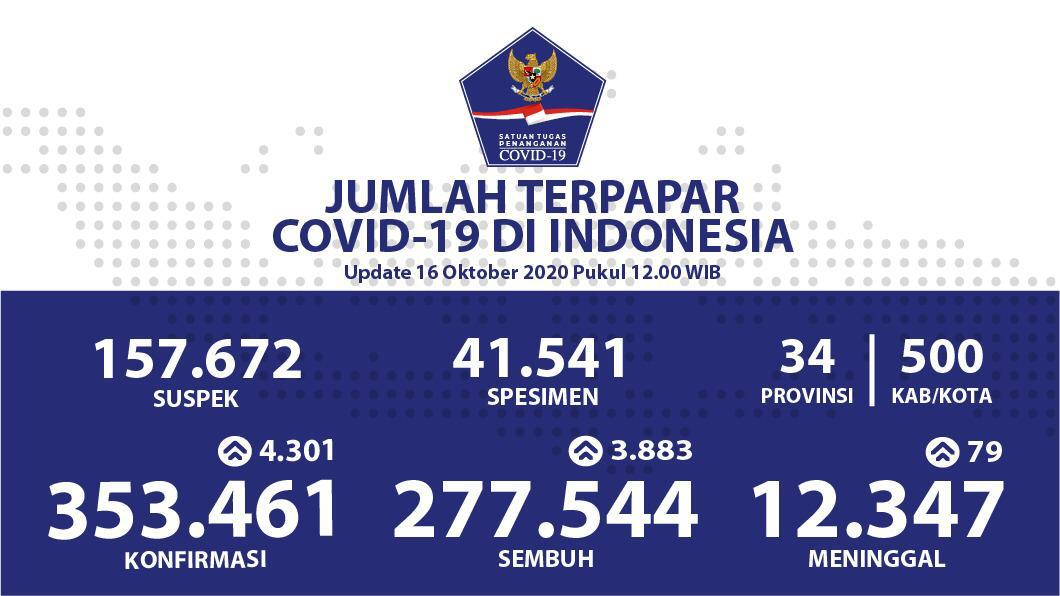 SATUAN TUGAS
PENANGANAN
COVID-19
JUMLAH TERPAPAR
COVID-19 DI INDONESIA
Update 16 Oktober 2020 Pukul 12.00 WIB
157.672
SUSPEK
41.541
SPESIMEN
34
PROVINSI
500
KAB/KOTA
4.301
353.461
KONFIRMASI
3.883
277.544
SEMBUH
79
12.347
MENINGGAL